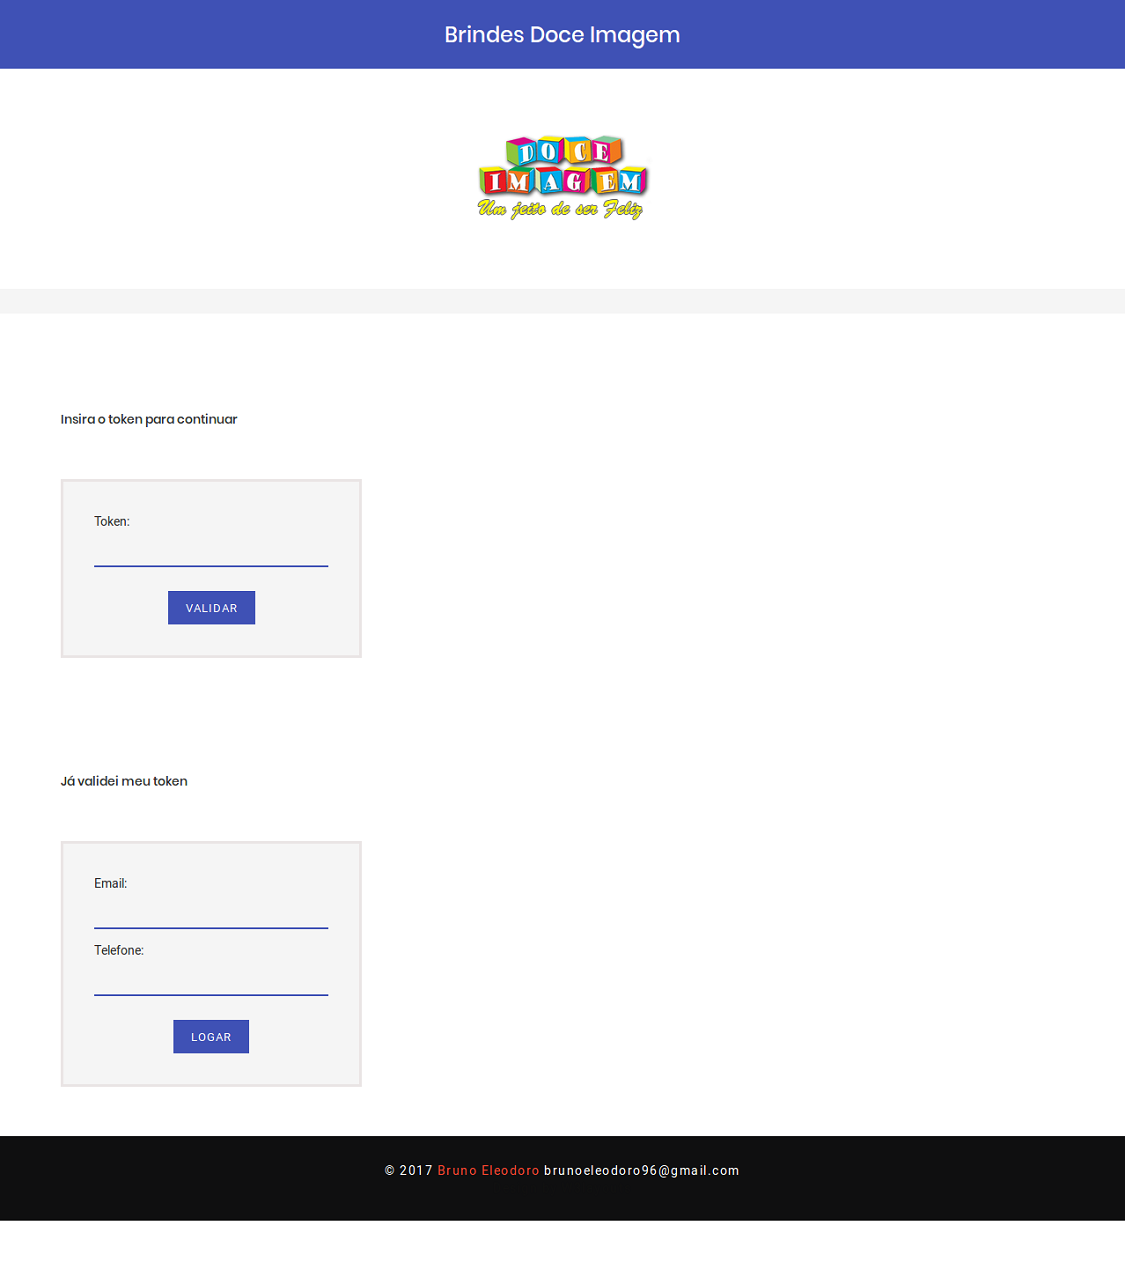 Brindes Doce Imagem
DOCE
IMAGEM
Um jeito de ser Feliz
Insira o token para continuar
Token:
VALIDAR
Já validei meu token
Email:
Telefone:
LOGAR
© 2017 Bruno Eleodoro brunoeleodoro96@gmail.com